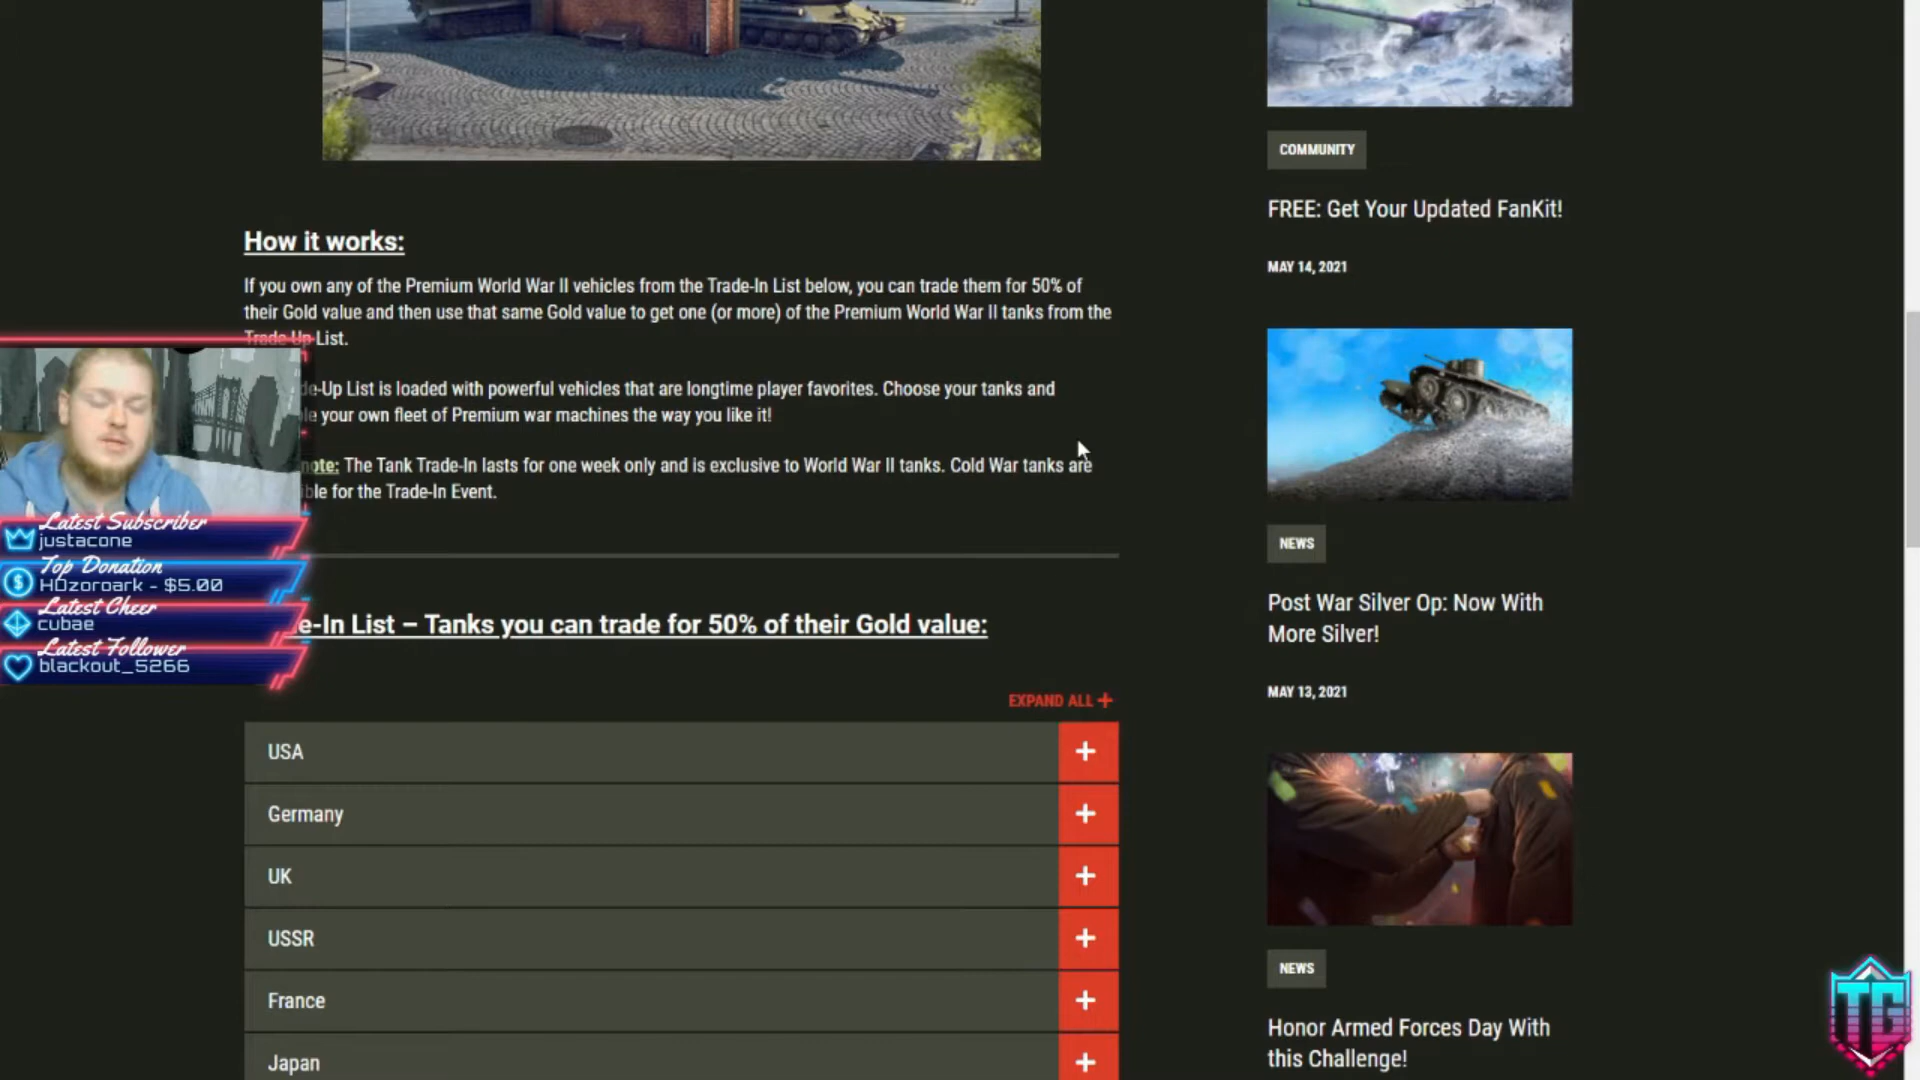 How it works:
If you own any of the Premium World War II vehicles from the Trade-In List below, you can trade them for 50% of
their Gold value and then use that same Gold value to get one (or more) of the Premium World War II tanks from the
Trade Up List.
de-Up List is loaded with powerful vehicles that are longtime player favorites. Choose your tanks and
le your own fleet of Premium war machines the way you like it!
note: The Tank Trade-In lasts for one week only and is exclusive to World War II tanks. Cold War tanks are
ible for the Trade-In Event.
Latest Subscriber
justacone
Top Donation
HDzoroark - $5.00
Latest Cheer
cubae
Latest Follower
blackout_5266
e-In List – Tanks you can trade for 50% of their Gold value:
EXPAND ALL +
USA
Germany
UK
USSR
France
Japan
COMMUNITY
FREE: Get Your Updated FanKit!
MAY 14, 2021
NEWS
Post War Silver Op: Now With
More Silver!
MAY 13, 2021
NEWS
Honor Armed Forces Day With
this Challenge!
TG